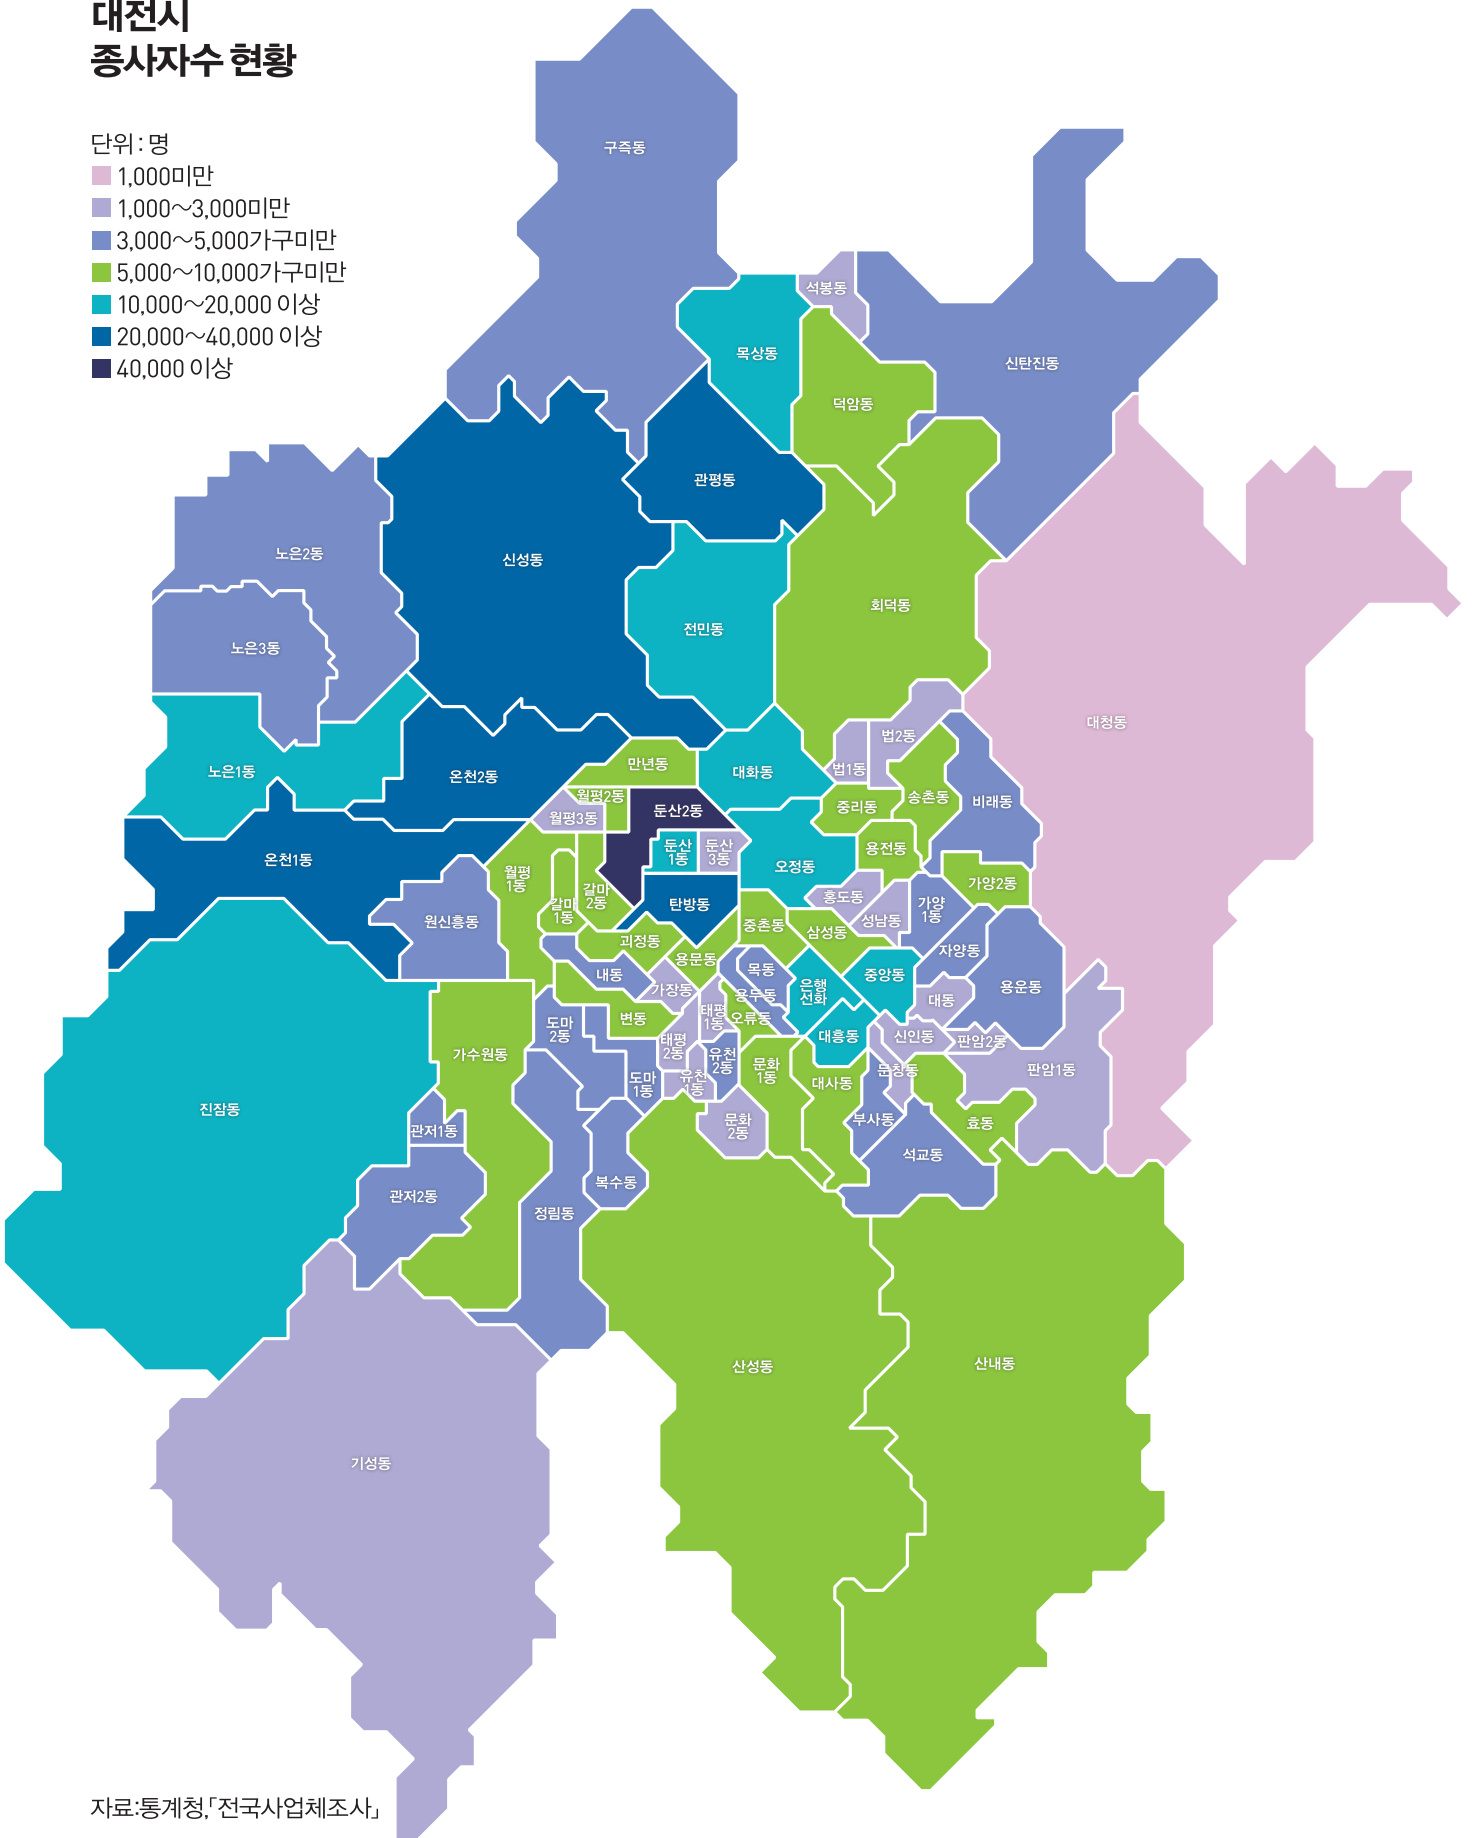 대전시
종사자수 현황
단위 : 명
1,000미만
1,000~3,000미만
3,000~5,000가구미만
5,000~10,000가구미만
10,000~20,000 이상
20,000~40,000 이상
40,000 이상
구즉동
석봉동
목상동
신탄진동
덕암동
관평동
노은2동
신성동
회덕동
전민동
노은3동
대청동
법2동
노은1동
온천2동
만년동
대화동
법1동
월평2동
송촌동
비래동
중리동
둔산2동
월평3동
온천1동
둔산
1동
둔산
3동
용전동
오정동
월평
1동
가양2동
갈마
2동
홍도동
갈마
1동
탄방동
가양
1동
원신흥동
성남동
중촌동
삼성동
괴정동
자양동
용문동
내동
목동
중앙동
은행
선화
용운동
가장동
용두동
대동
태평
1동
변동
오류동
도마
2동
대흥동
신인동
판암2동
태평
2동
가수원동
유천
2동
문화
1동
판암1동
문창동
도마
1동
유천
1동
대사동
진잠동
부사동
효동
문화
2동
관저1동
석교동
복수동
관저2동
정림동
산성동
산내동
기성동
자료:통계청,「전국사업체조사」